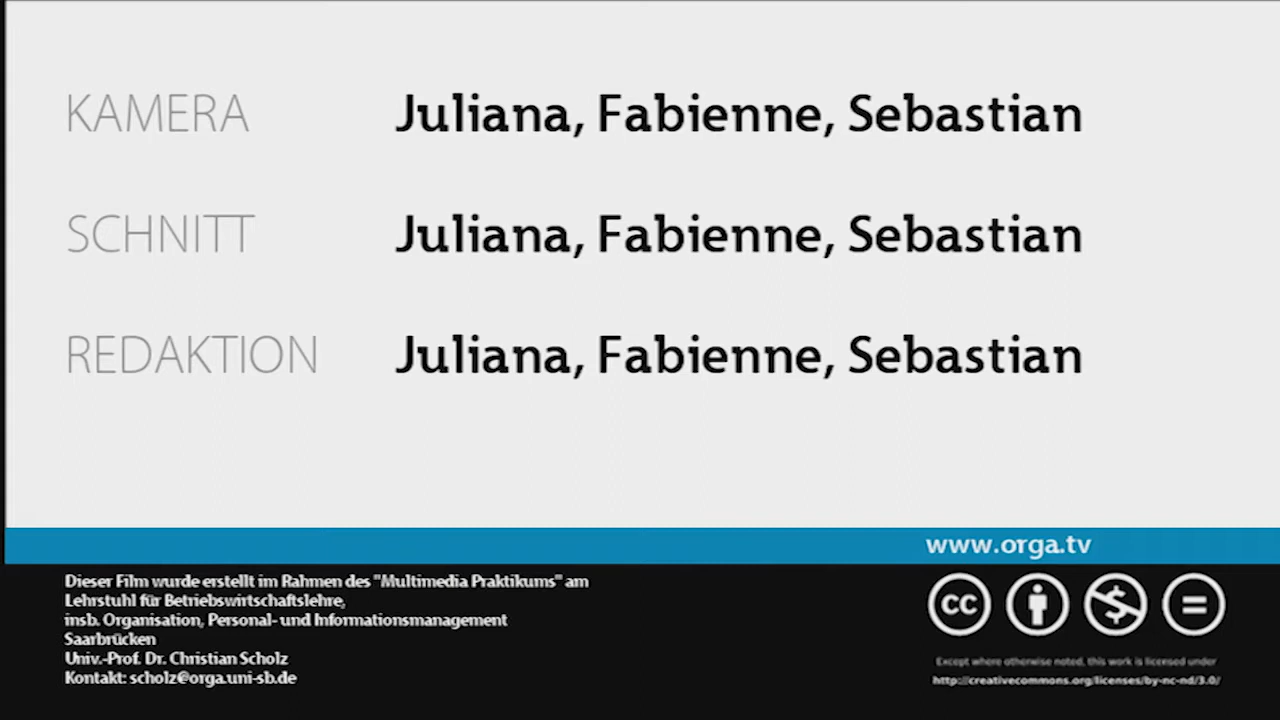 KAMERA Juliana, Fabienne, Sebastian
SCHNITT Juliana, Fabienne, Sebastian
REDAKTION Juliana, Fabienne, Sebastian
www.orga.tv
Dieser Film wurde erstellt im Rahmen des "Multimedia Praktikums" am
Lehrstuhl für Betriebswirtschaftslehre,
insb. Organisation, Personal- und Informationsmanagement
Saarbrücken
Univ.-Prof. Dr. Christian Scholz
Kontakt: scholz@orga.uni-sb.de
cc
Except where otherwise noted, this work is licensed under
http://creativecommons.org/licenses/by-nc-nd/3.0/